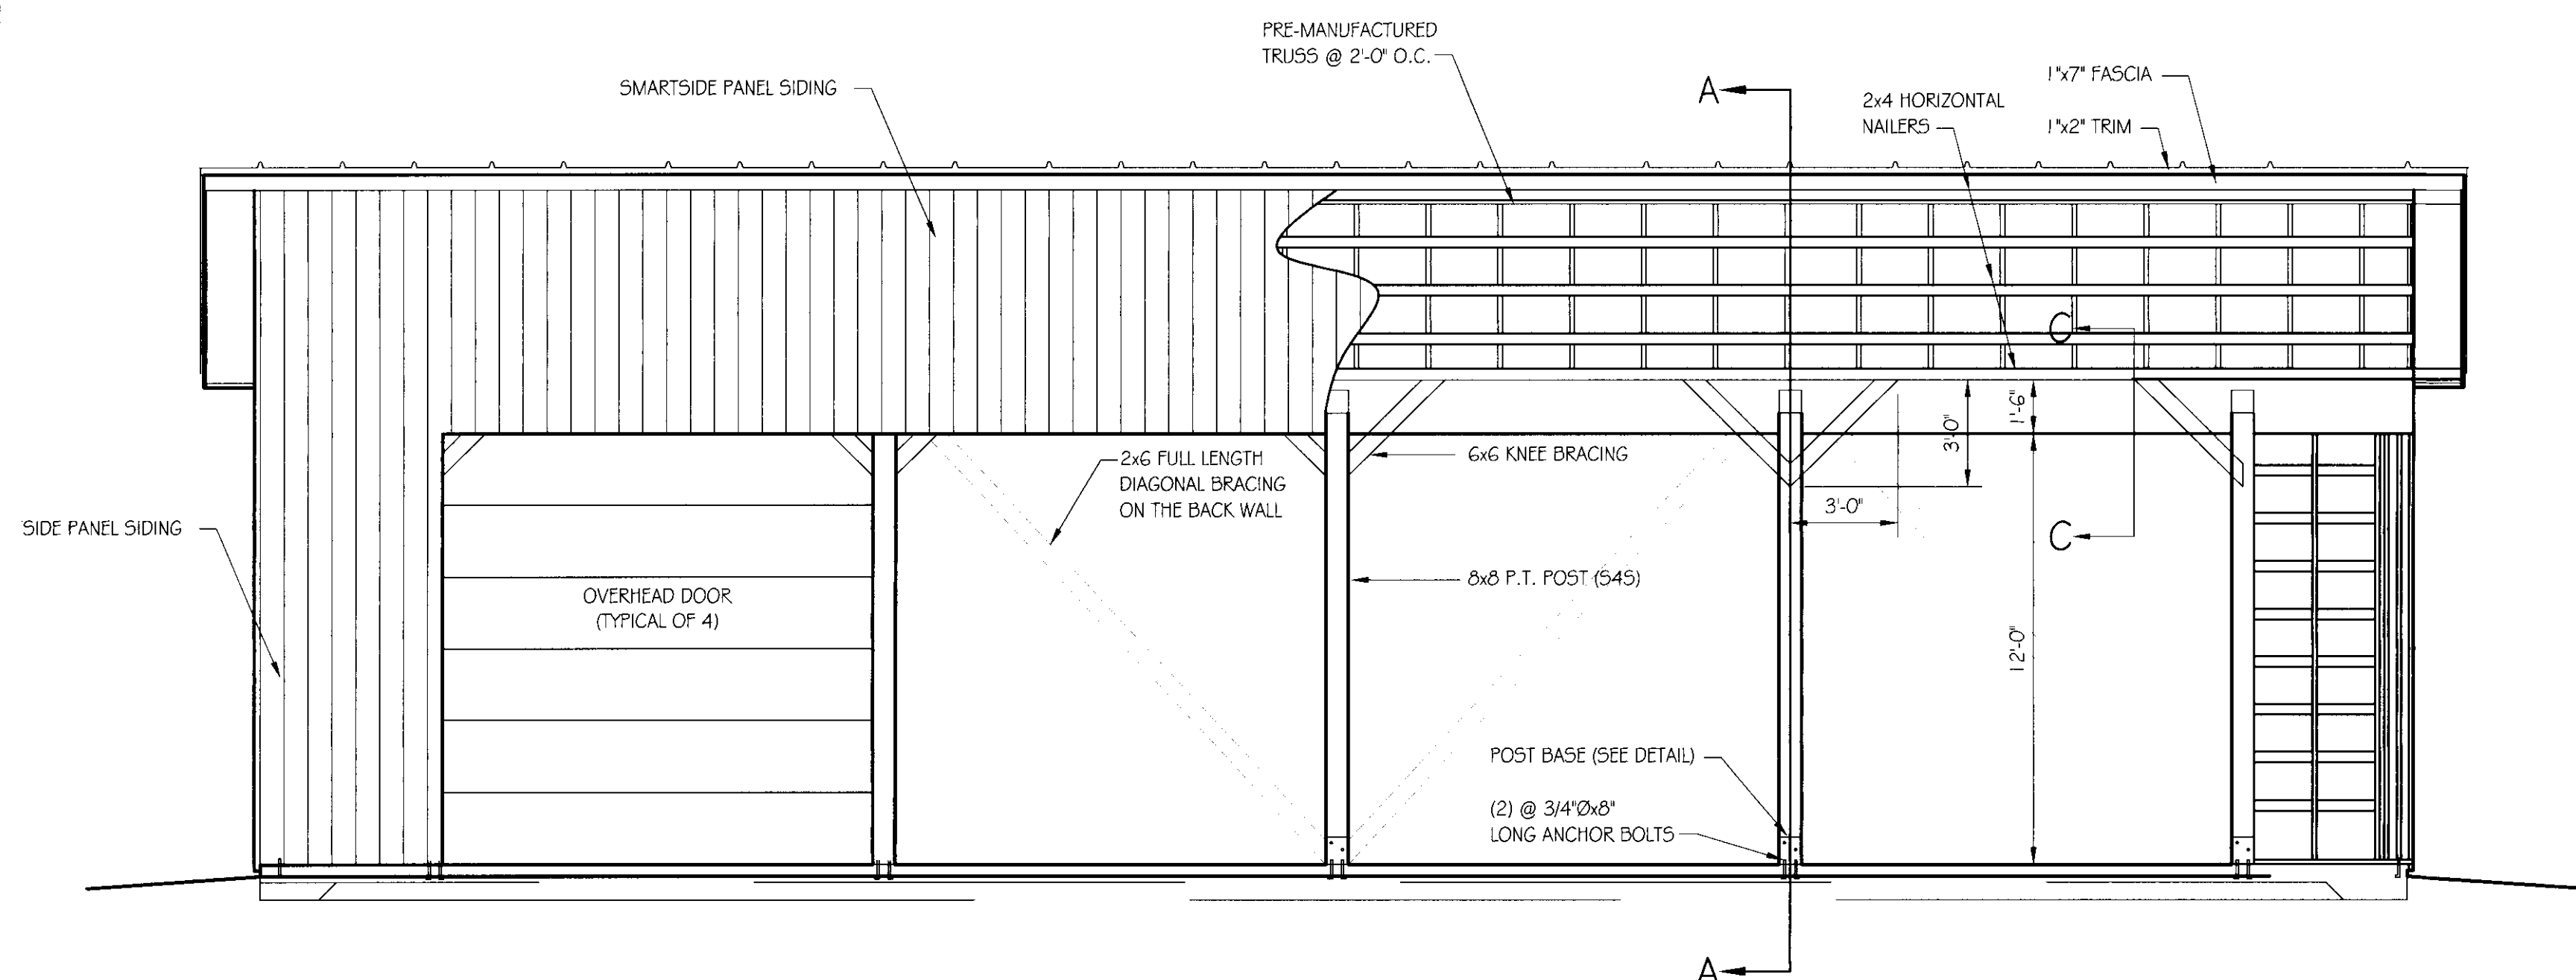 PRE-MANUFACTURED
TRUSS @ 2'-0" O.C.
SMARTSIDE PANEL SIDING
A
1"x7" FASCIA
2x4 HORIZONTAL
NAILERS
1"x2" TRIM
C
1'-6"
3'-0"
2x6 FULL LENGTH
DIAGONAL BRACING
ON THE BACK WALL
6x6 KNEE BRACING
3'-0"
SIDE PANEL SIDING
C
8x8 P.T. POST (S4S)
OVERHEAD DOOR
(TYPICAL OF 4)
12'-0"
POST BASE (SEE DETAIL)
(2) @ 3/4"Øx8"
LONG ANCHOR BOLTS
A